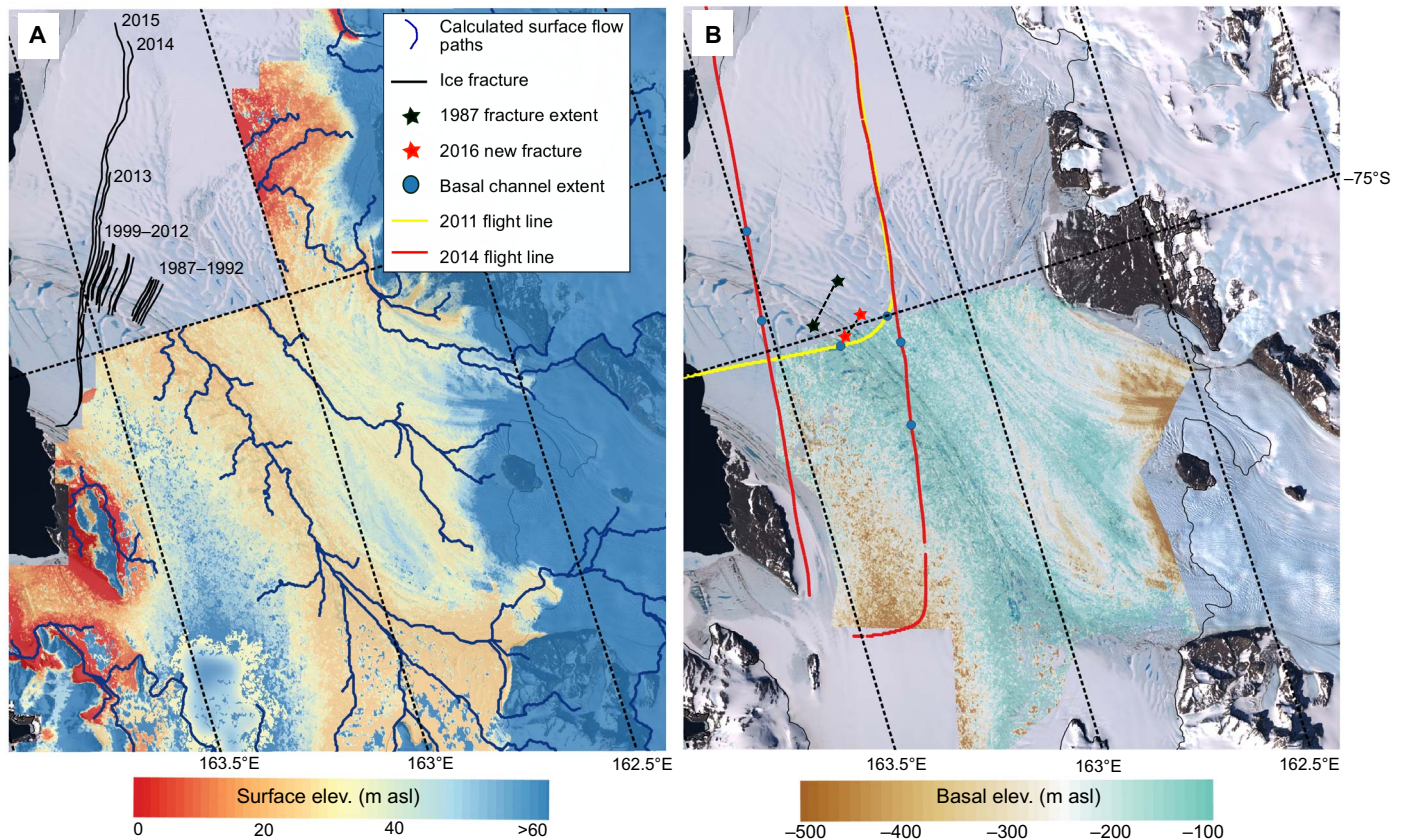 A
2015
2014
2013
1999–2012
1987–1992
Calculated surface flow
paths
Ice fracture
1987 fracture extent
2016 new fracture
Basal channel extent
2011 flight line
2014 flight line
B
–75°S
163.5°E
163°E
162.5°E
163.5°E
163°E
162.5°E
Surface elev. (m asl)
0
20
40
>60
Basal elev. (m asl)
–500
–400
–300
–200
–100